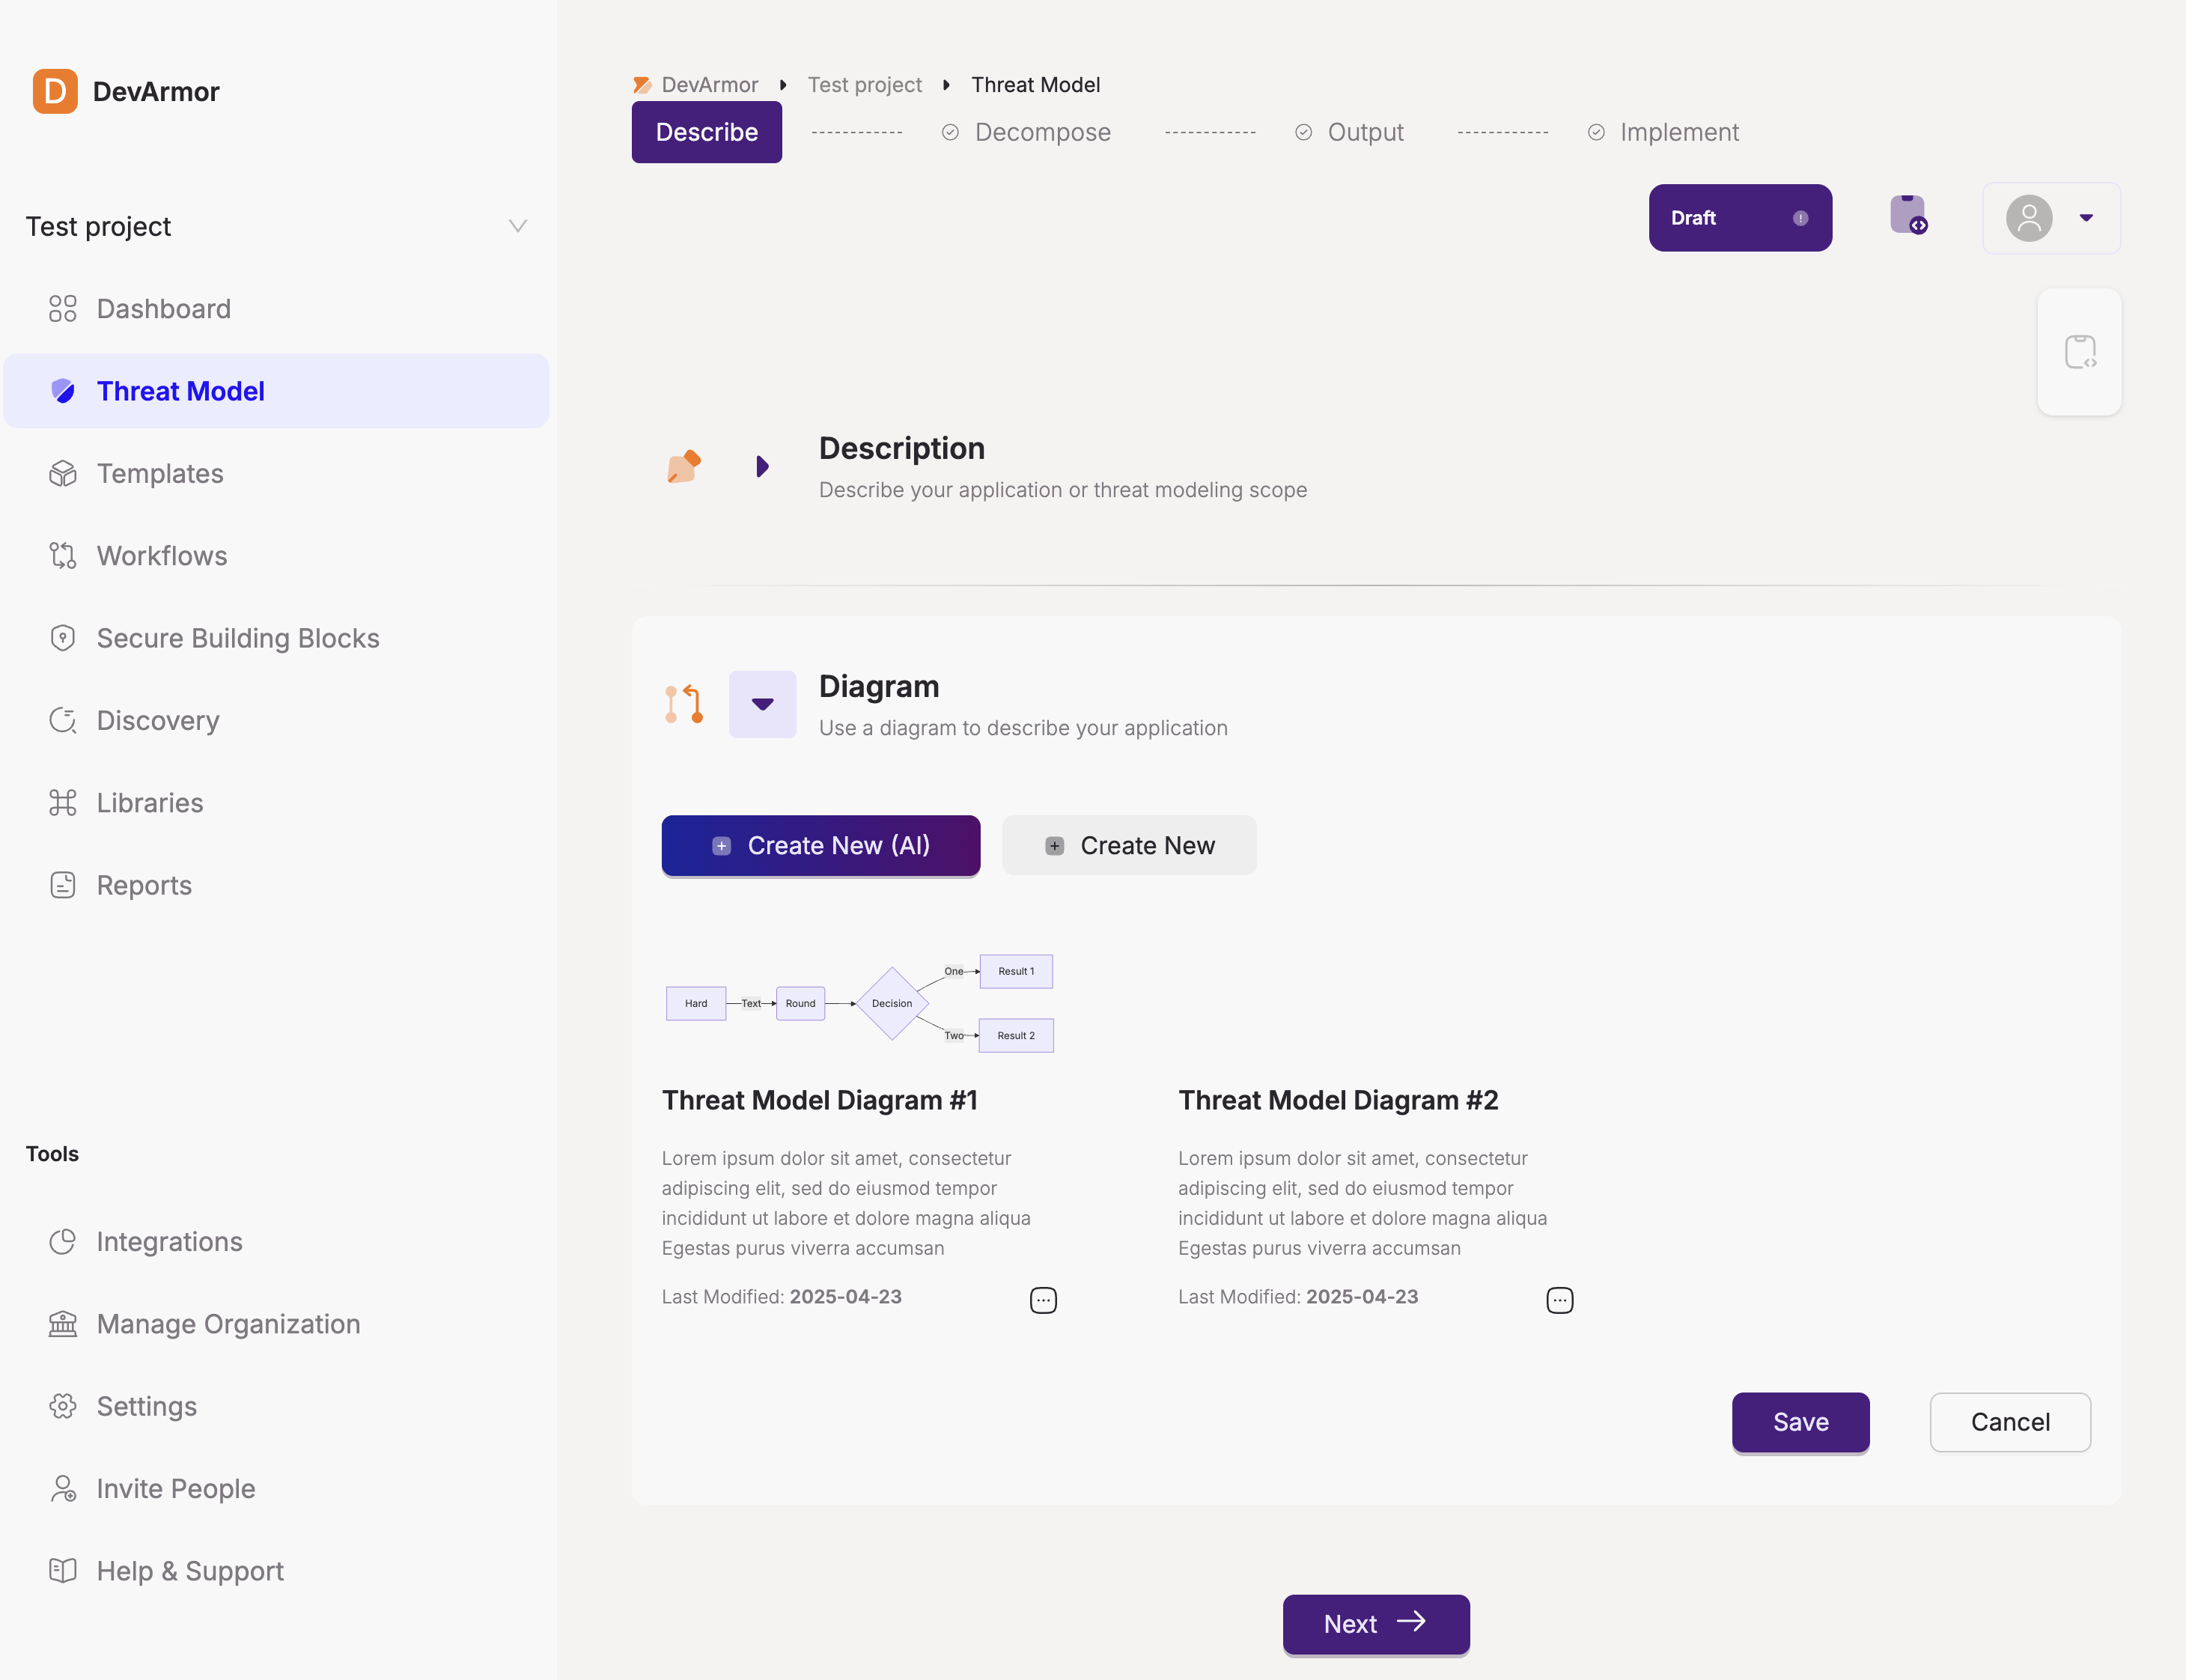 D DevArmor
Test project
Dashboard
Threat Model
Templates
Workflows
Secure Building Blocks
Discovery
Libraries
Reports
Tools
Integrations
Manage Organization
Settings
Invite People
Help & Support
DevArmor Test project Threat Model
Describe Decompose Output Implement
Draft
Description
Describe your application or threat modeling scope
Diagram
Use a diagram to describe your application
Create New (AI) Create New
One Result 1
Hard Text Round Decision
Two Result 2
Threat Model Diagram #1
Lorem ipsum dolor sit amet, consectetur
adipiscing elit, sed do eiusmod tempor
incididunt ut labore et dolore magna aliqua
Egestas purus viverra accumsan
Last Modified: 2025-04-23
Threat Model Diagram #2
Lorem ipsum dolor sit amet, consectetur
adipiscing elit, sed do eiusmod tempor
incididunt ut labore et dolore magna aliqua
Egestas purus viverra accumsan
Last Modified: 2025-04-23
Save Cancel
Next